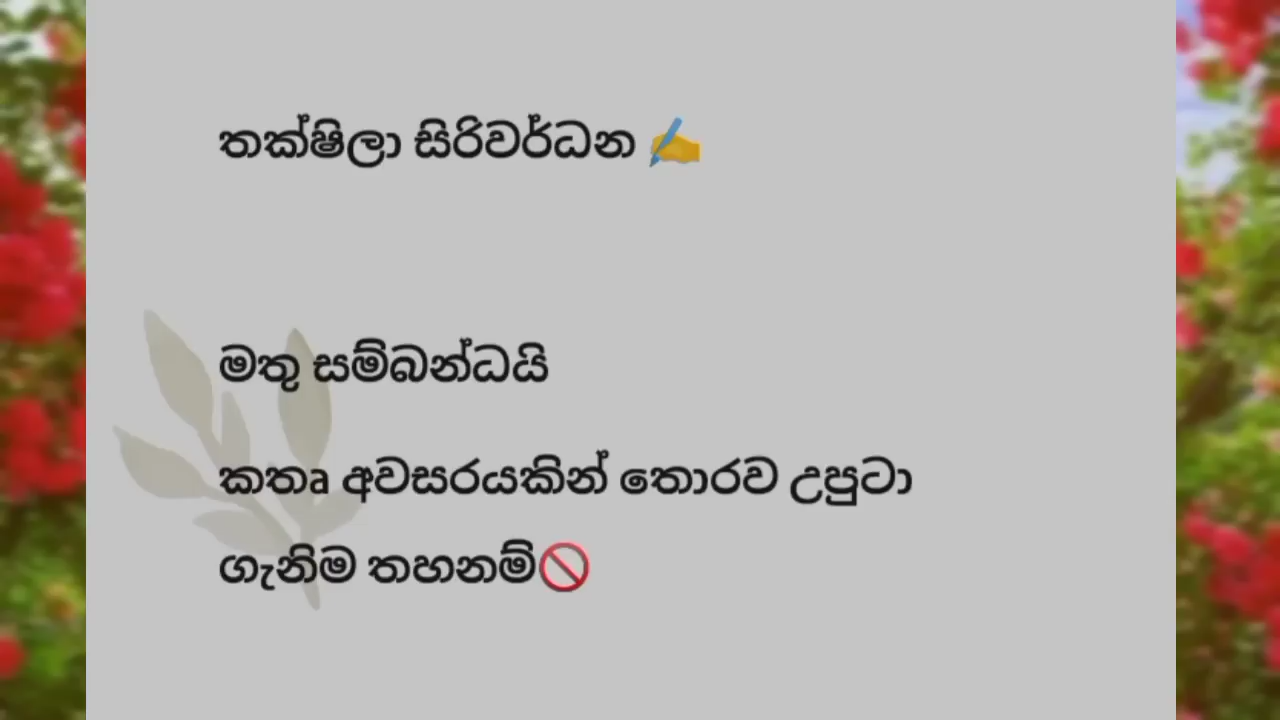 තක්ෂිලා සිරිවර්ධන ✍️
මතු සම්බන්ධයි
කතෘ අවසරයකින් තොරව උපුටා
ගැනිම තහනම්🚫